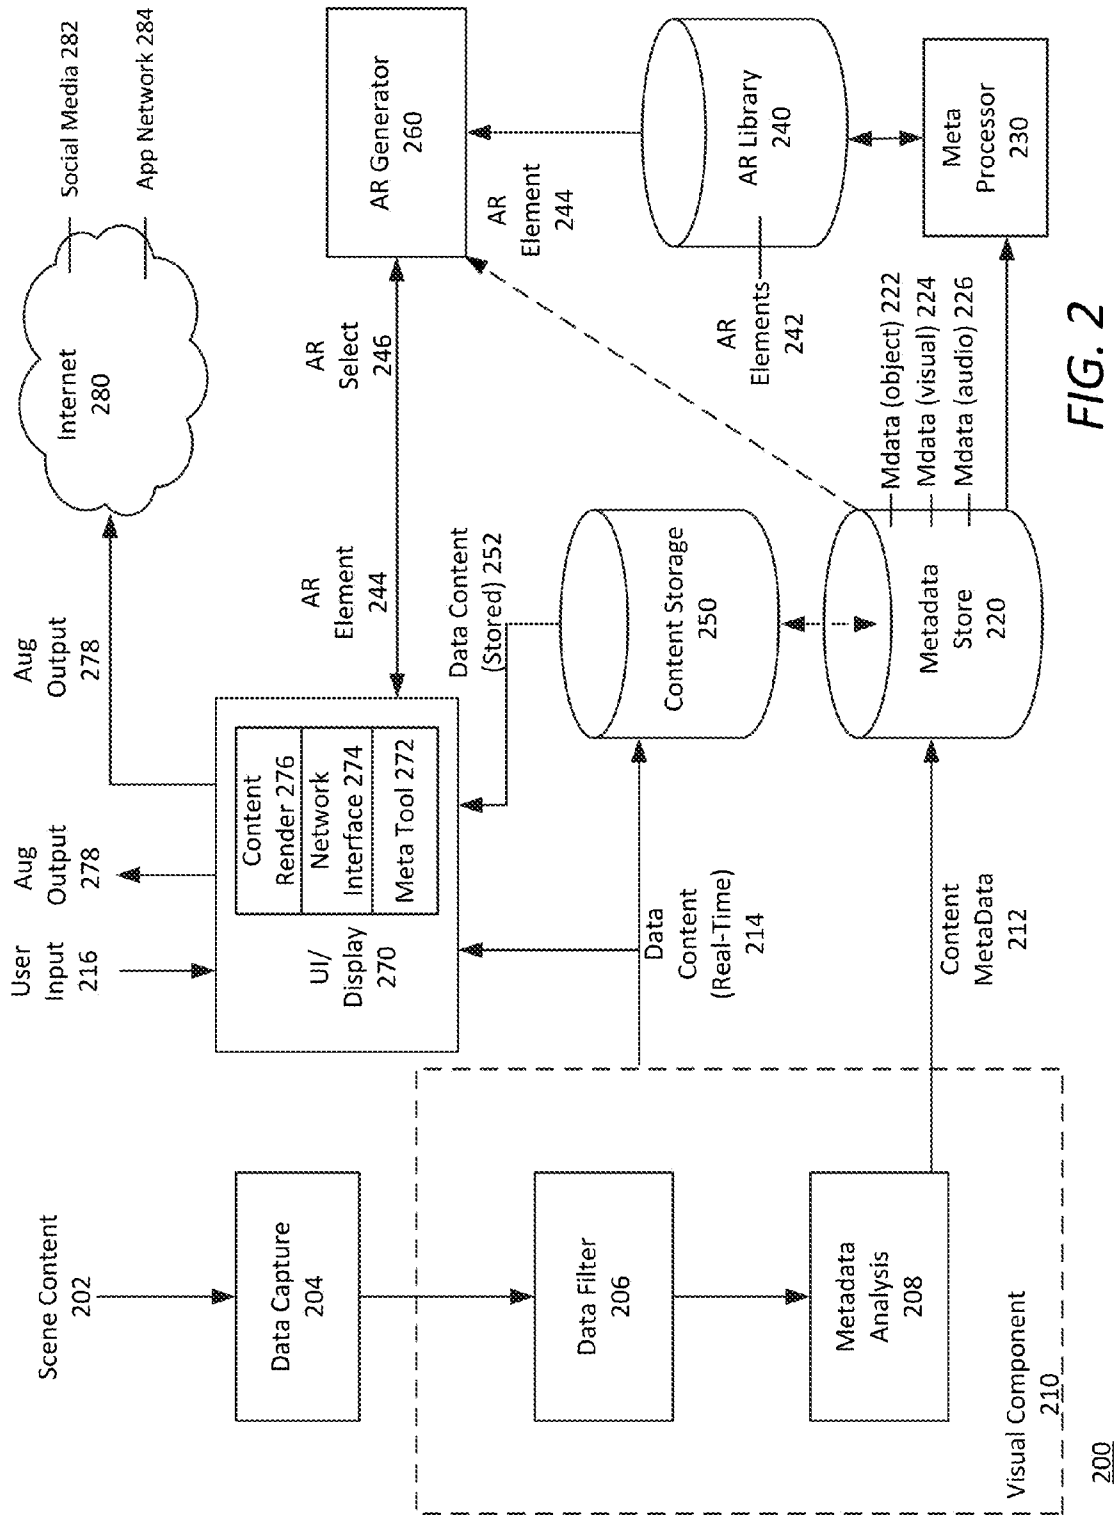 Scene Content
202
Data Capture
204
Data Filter
206
Metadata
Analysis
208
Visual Component
210
200
User
Input
216
Aug
Output
278
Aug
Output
278
UI/
Display
270
Content
Render 276
Network
Interface 274
Meta Tool 272
Data
Content
(Real-Time)
214
Content
MetaData
212
Data Content
(Stored) 252
Content Storage
250
Metadata
Store
220
Mdata (object) 222
Mdata (visual) 224
Mdata (audio) 226
AR
Element
244
AR
Select
246
Internet
280
Social Media 282
App Network 284
AR Generator
260
AR
Element
244
AR Library
240
AR
Elements
242
Meta
Processor
230
FIG. 2